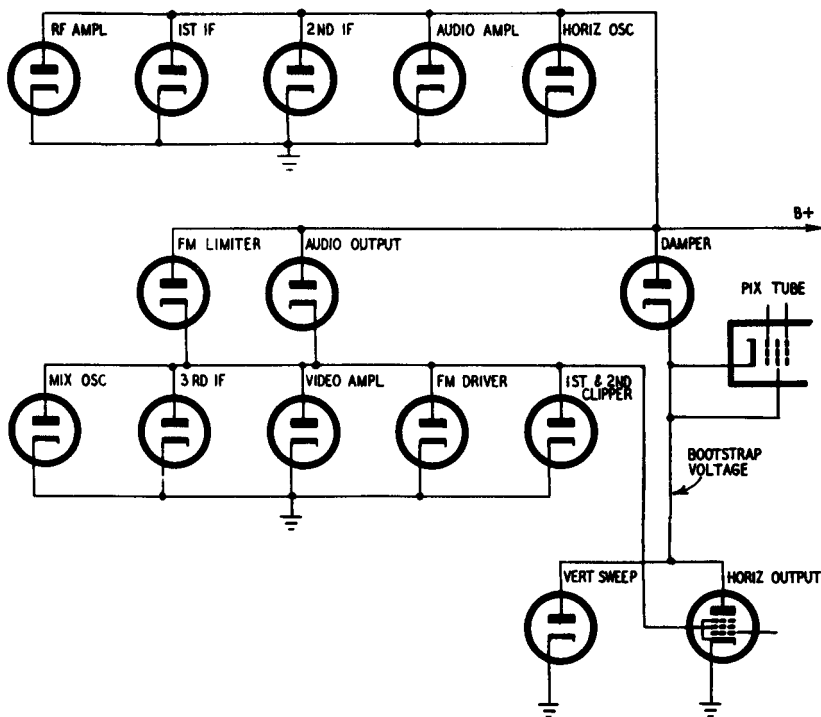 RF AMPL
1ST IF
2ND IF
AUDIO AMPL
HORIZ OSC
B+
FM LIMITER
AUDIO OUTPUT
DAMPER
PIX TUBE
MIX OSC
3RD IF
VIDEO AMPL
FM DRIVER
1ST & 2ND
CLIPPER
BOOTSTRAP
VOLTAGE
VERT SWEEP
HORIZ OUTPUT